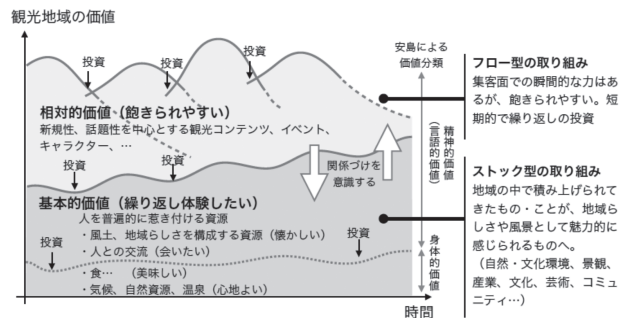 観光地域の価値
投資
投資
投資
相対的価値（飽きられやすい）
新規性、話題性を中心とする観光コンテンツ、イベント、
キャラクター、…
投資
投資
関係づけを
意識する
基本的価値（繰り返し体験したい）
人を普遍的に惹き付ける資源
・風土、地域らしさを構成する資源（懐かしい）
・人との交流（会いたい）
・食…　（美味しい）
・気候、自然資源、温泉（心地よい）
投資
投資
時間
安島による
価値分類
精神的価値
（言語的価値）
身体的価値
フロー型の取り組み
集客面での瞬間的な力はあ
るが、飽きられやすい。短
期的で繰り返しの投資
ストック型の取り組み
地域の中で積み上げられて
きたもの・ことが、地域ら
しさや風景として魅力的に
感じられるものへ。
（自然・文化環境、景観、
産業、文化、芸術、コミュ
ニティ…）